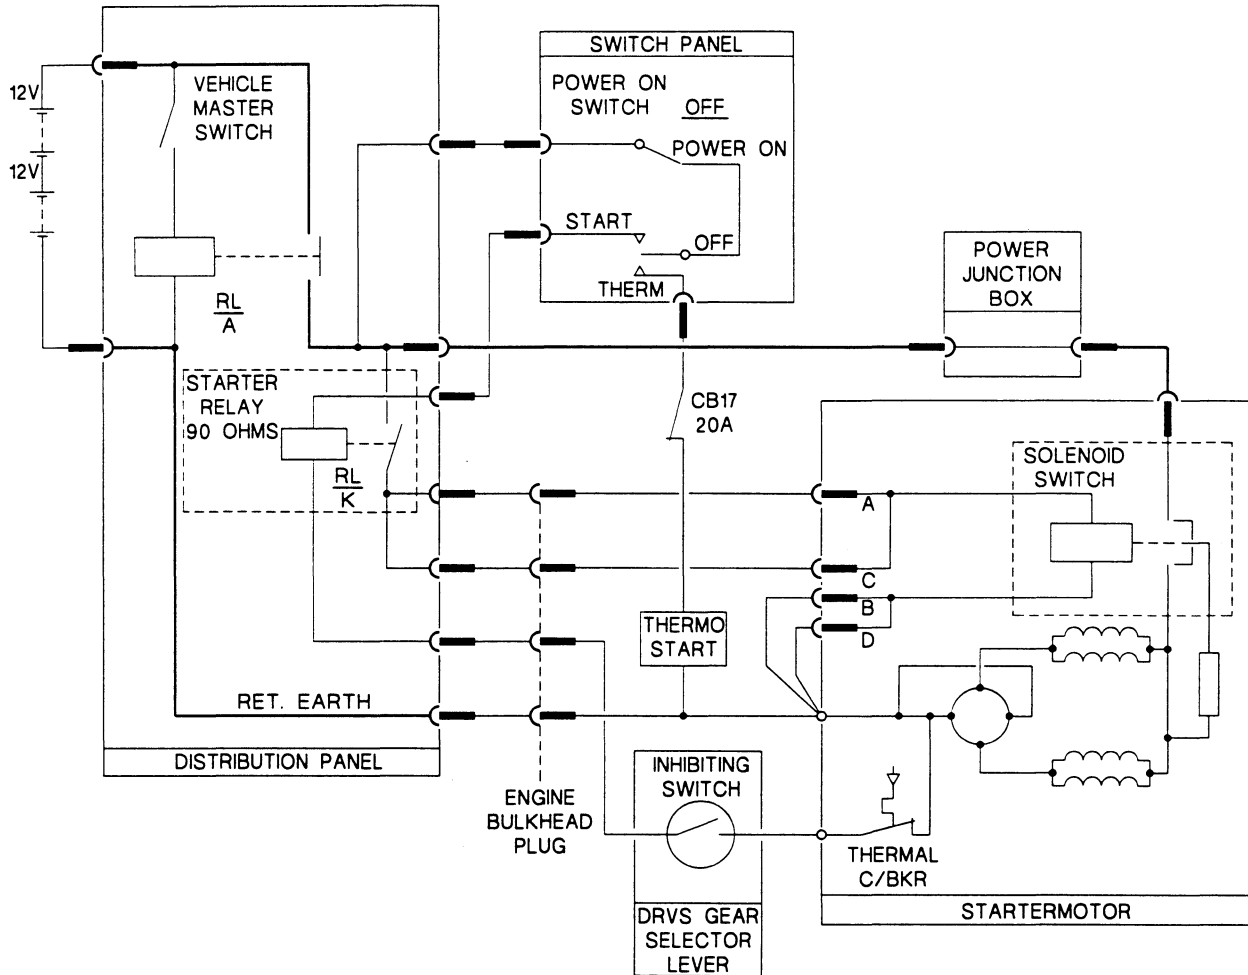 SWITCH PANEL
12V
VEHICLE
MASTER
SWITCH
POWER ON
SWITCH
OFF
POWER ON
12V
START
OFF
THERM
POWER
JUNCTION
BOX
RL
A
STARTER
RELAY
90 OHMS
RL
K
CB17
20A
SOLENOID
SWITCH
A
C
B
D
THERMO
START
RET. EARTH
DISTRIBUTION PANEL
ENGINE
BULKHEAD
PLUG
INHIBITING
SWITCH
THERMAL
C/BKR
DRVS GEAR
SELECTOR
LEVER
STARTERMOTOR